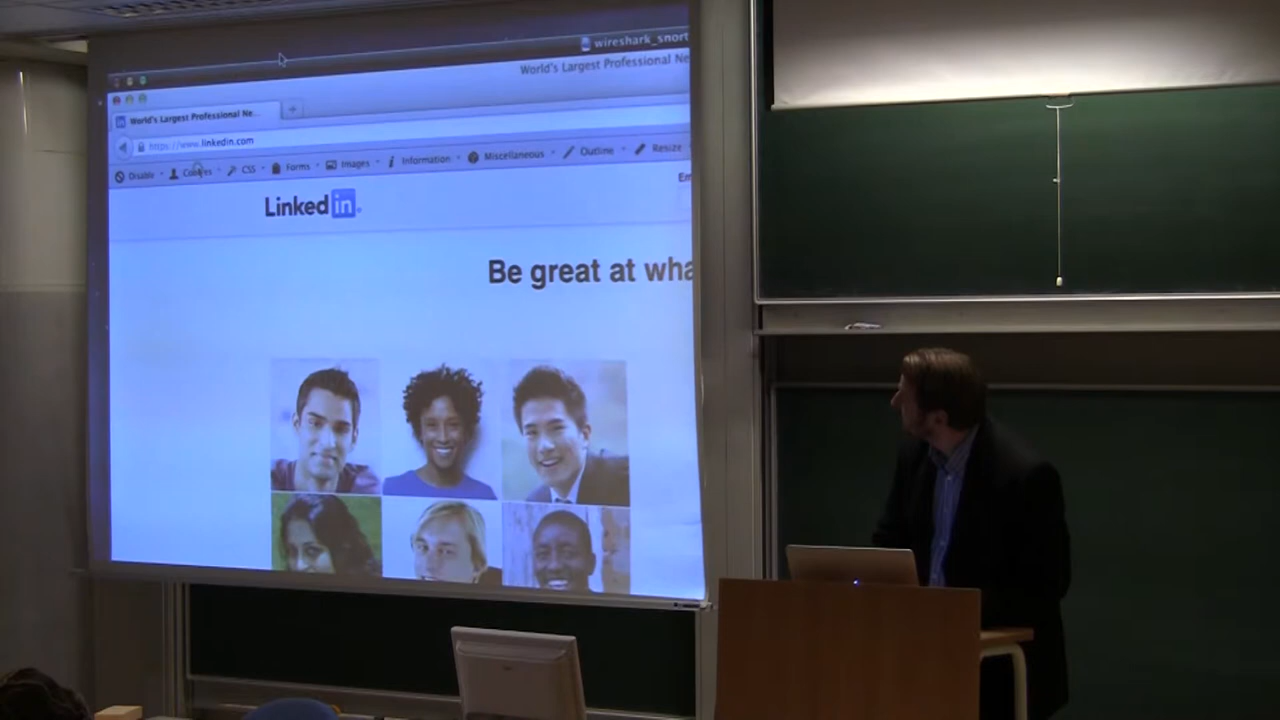 wireshark_snort
World's Largest Professional Ne
World's Largest Professional Ne...
https://www.linkedin.com
Disable Cookies CSS Forms Images Information Miscellaneous Outline Resize
Em
Linked in
Be great at wha